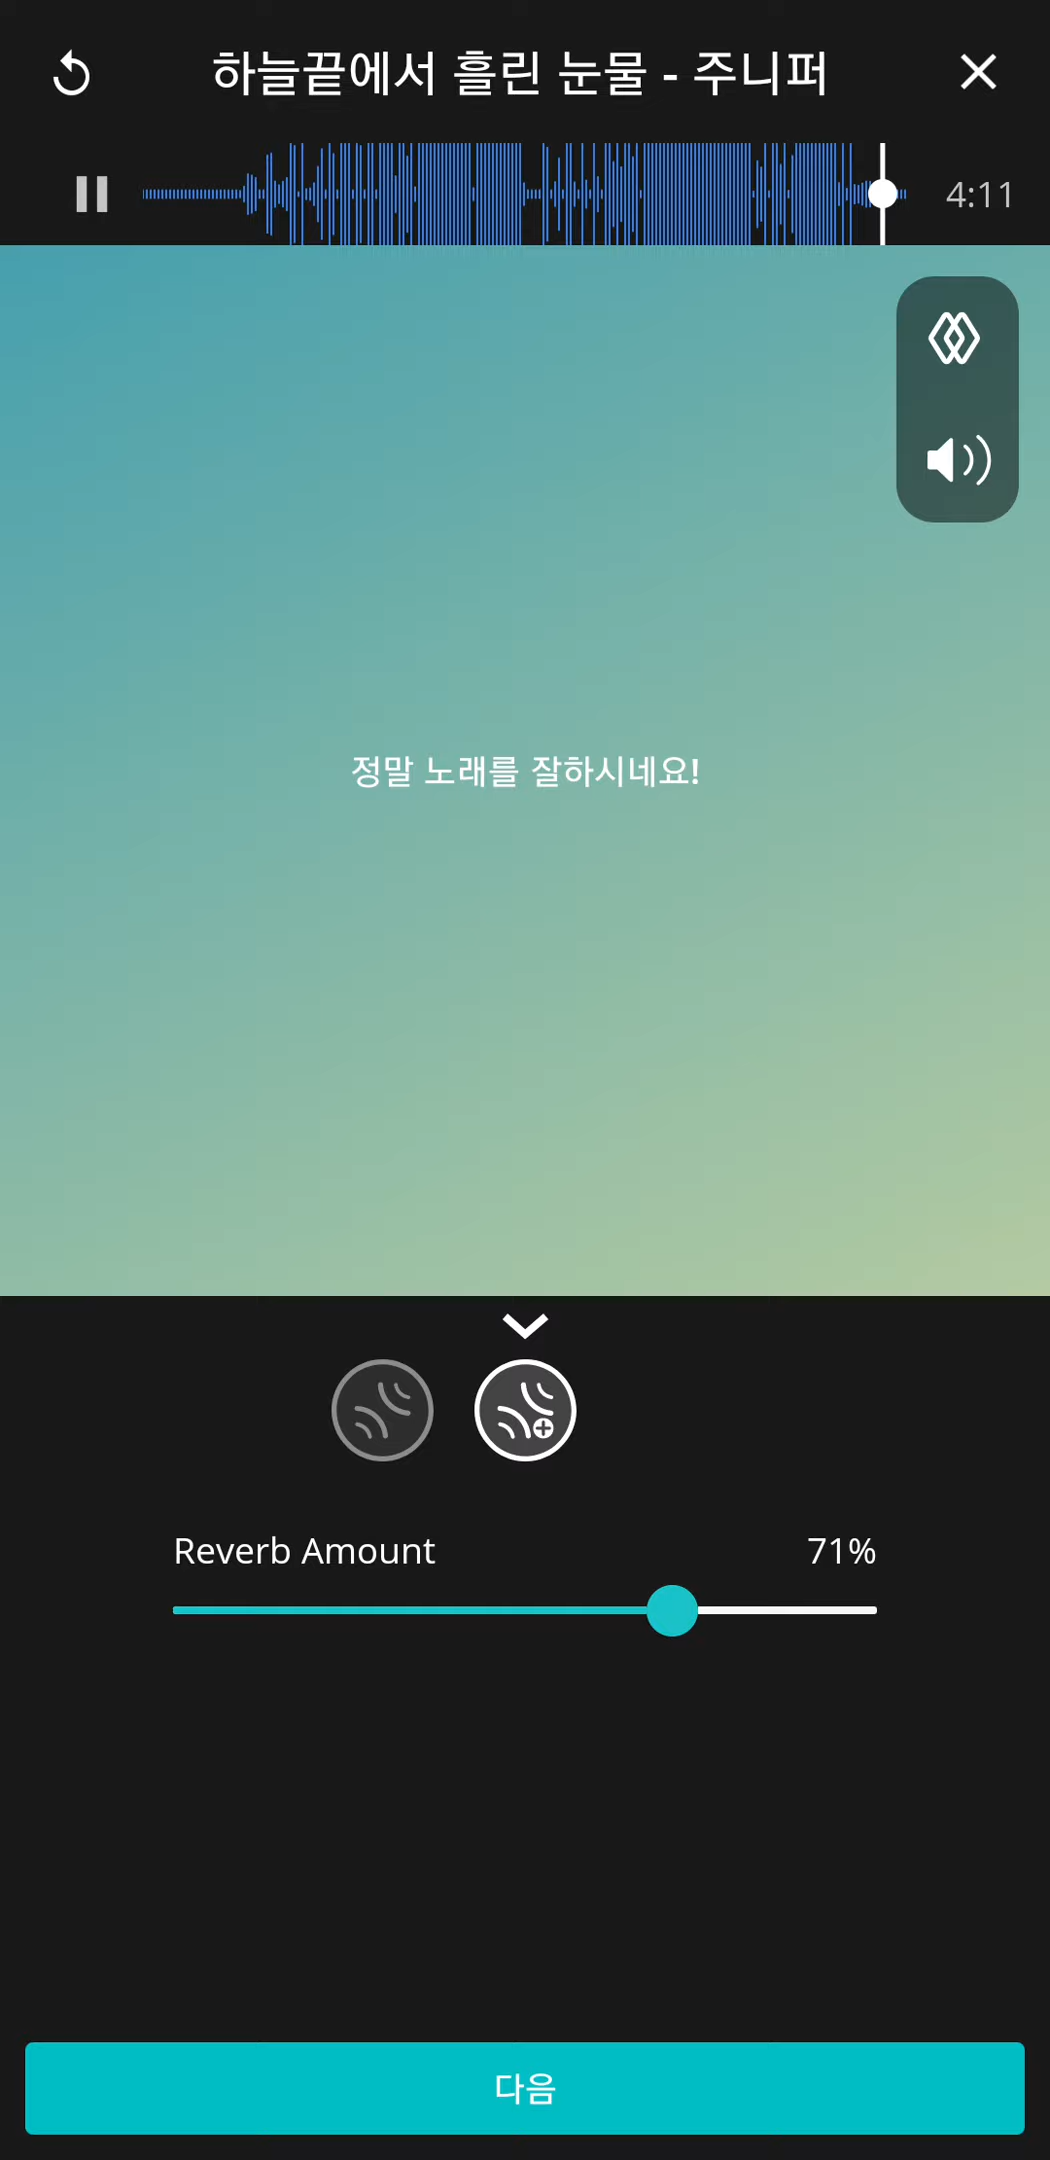 하늘끝에서 흘린 눈물 - 주니퍼
4:11
정말 노래를 잘하시네요!
Reverb Amount 71%
다음